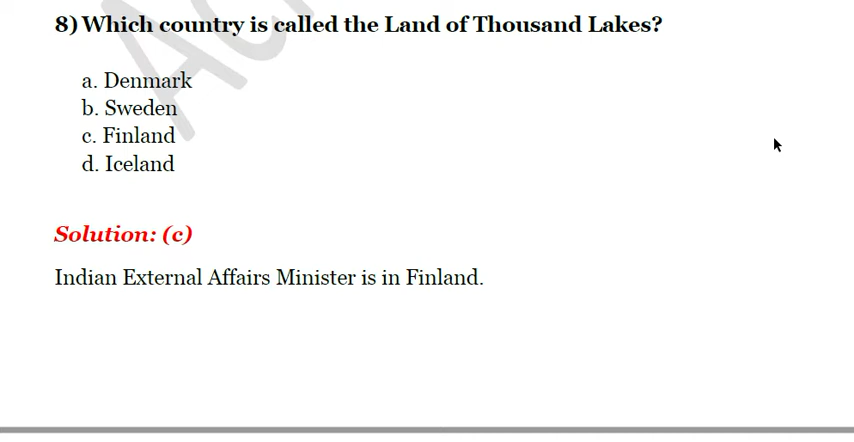 8) Which country is called the Land of Thousand Lakes?
a. Denmark
b. Sweden
c. Finland
d. Iceland
Solution: (c)
Indian External Affairs Minister is in Finland.